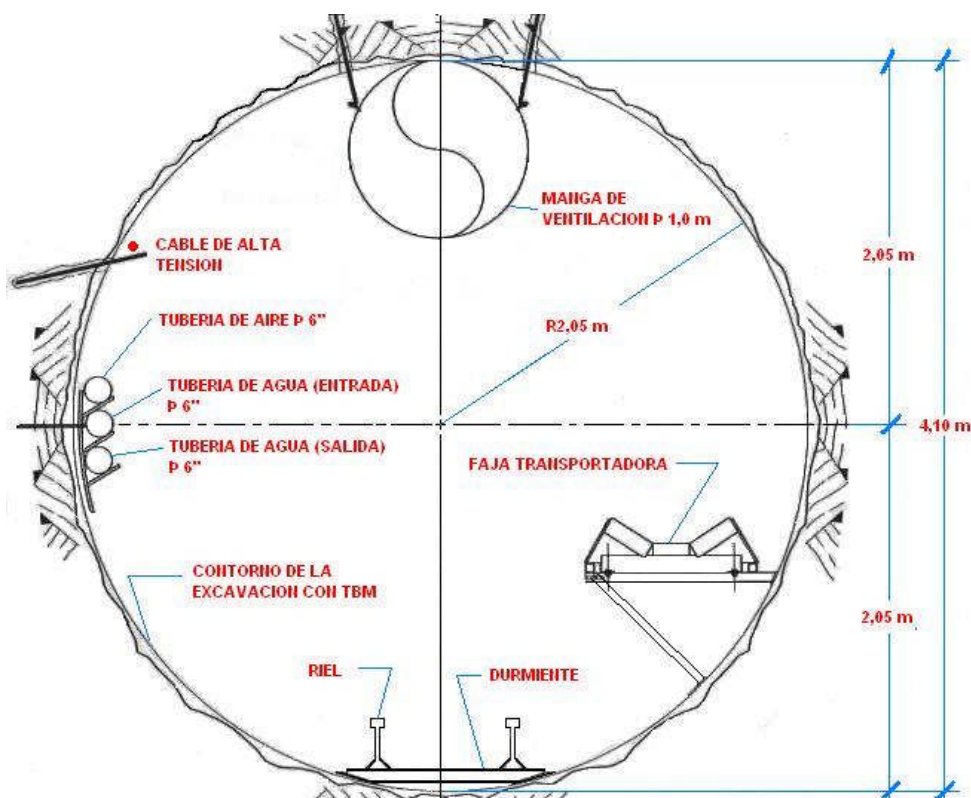 MANGA DE
VENTILACION Þ 1,0 m
CABLE DE ALTA
TENSION
2,05 m
TUBERIA DE AIRE Þ 6"
R2,05 m
TUBERIA DE AGUA (ENTRADA)
Þ 6"
4,10 m
TUBERIA DE AGUA (SALIDA)
Þ 6"
FAJA TRANSPORTADORA
CONTORNO DE LA
EXCAVACION CON TBM
2,05 m
RIEL
DURMIENTE